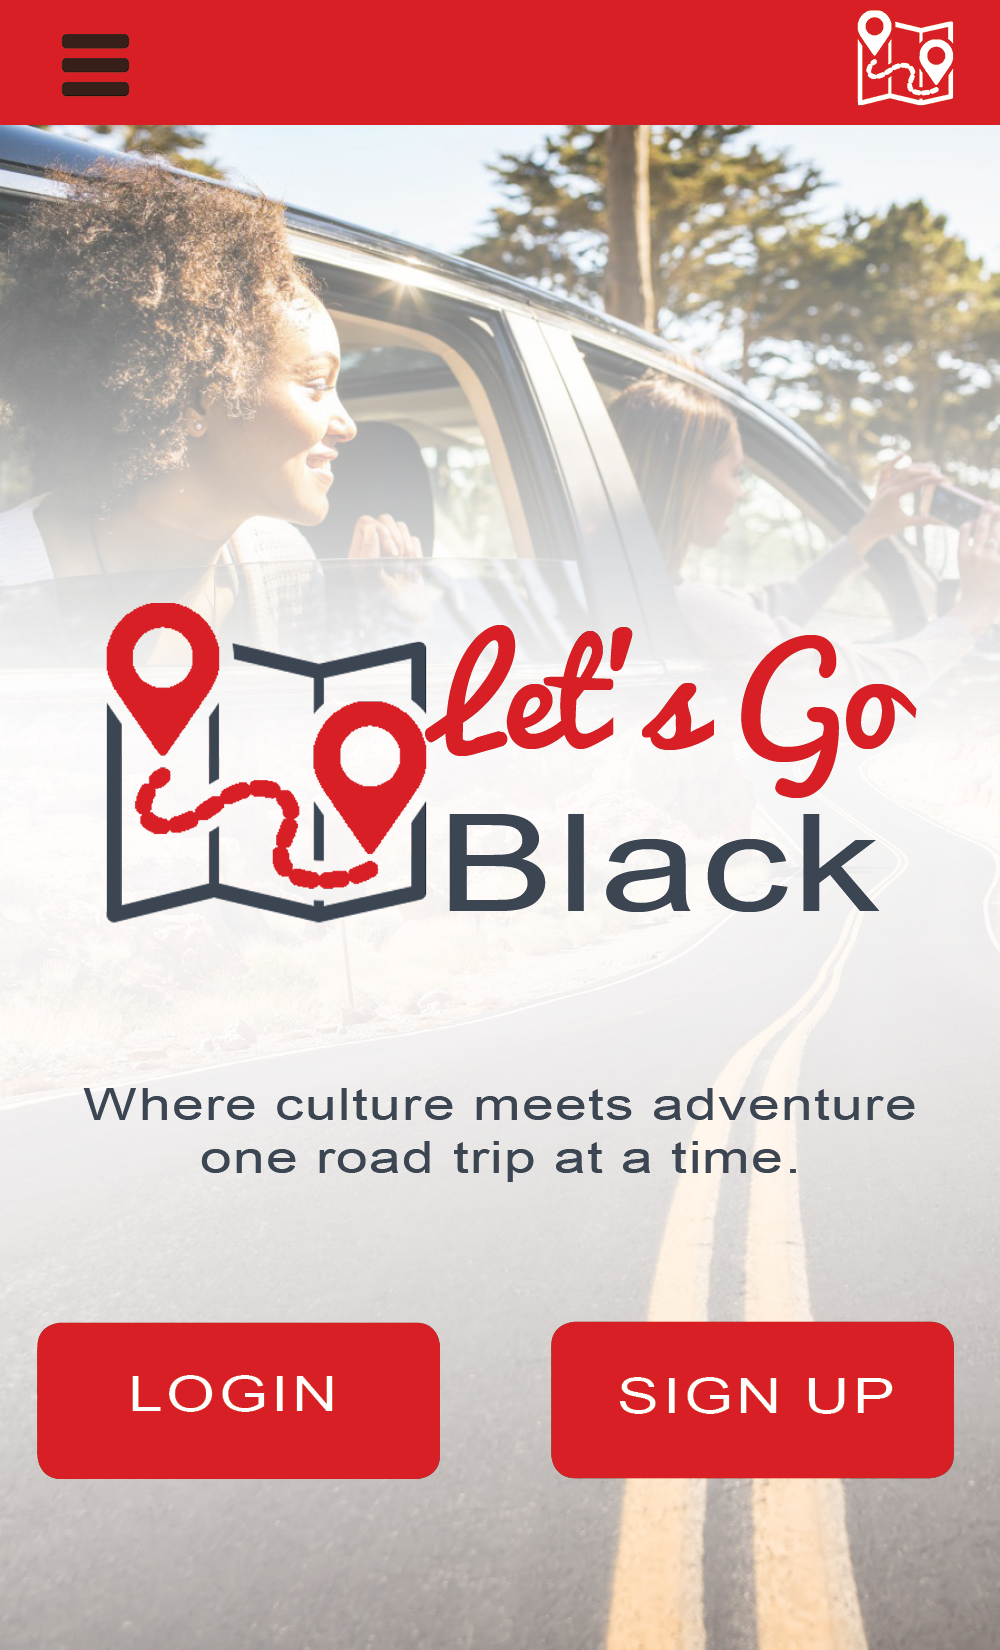 Let's Go
Black
Where culture meets adventure
one road trip at a time.
LOGIN
SIGN UP